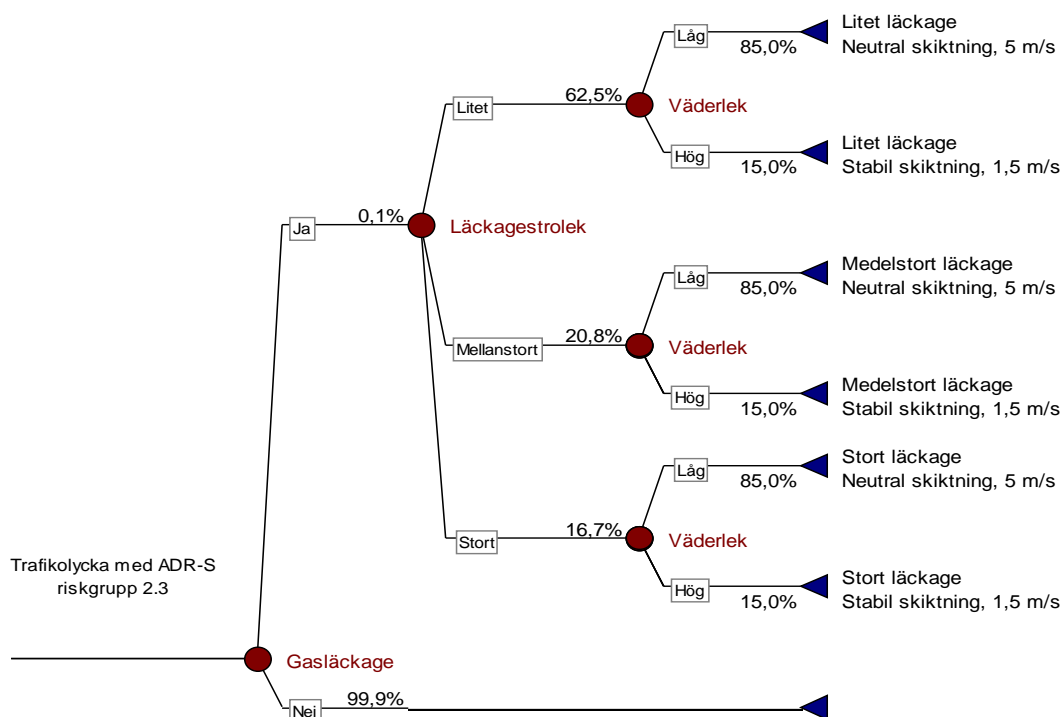 Låg
85,0%
Litet läckage
Neutral skiktning, 5 m/s
Litet
62,5%
Väderlek
Hög
15,0%
Litet läckage
Stabil skiktning, 1,5 m/s
Ja
0,1%
Läckagestrolek
Låg
85,0%
Medelstort läckage
Neutral skiktning, 5 m/s
Mellanstort
20,8%
Väderlek
Hög
15,0%
Medelstort läckage
Stabil skiktning, 1,5 m/s
Låg
85,0%
Stort läckage
Neutral skiktning, 5 m/s
Stort
16,7%
Väderlek
Hög
15,0%
Stort läckage
Stabil skiktning, 1,5 m/s
Trafikolycka med ADR-S
riskgrupp 2.3
Gasläckage
Nej
99,9%